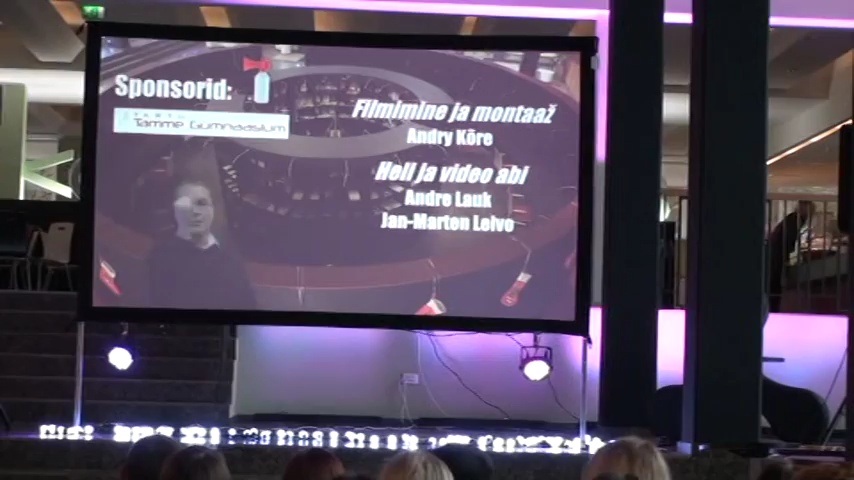 Sponsorid:
TARTU
Tamme Gümnaasium
Filmimine ja montaaž
Andry Kõre
Heli ja video abi
Andre Lauk
Jan-Marten Leivo